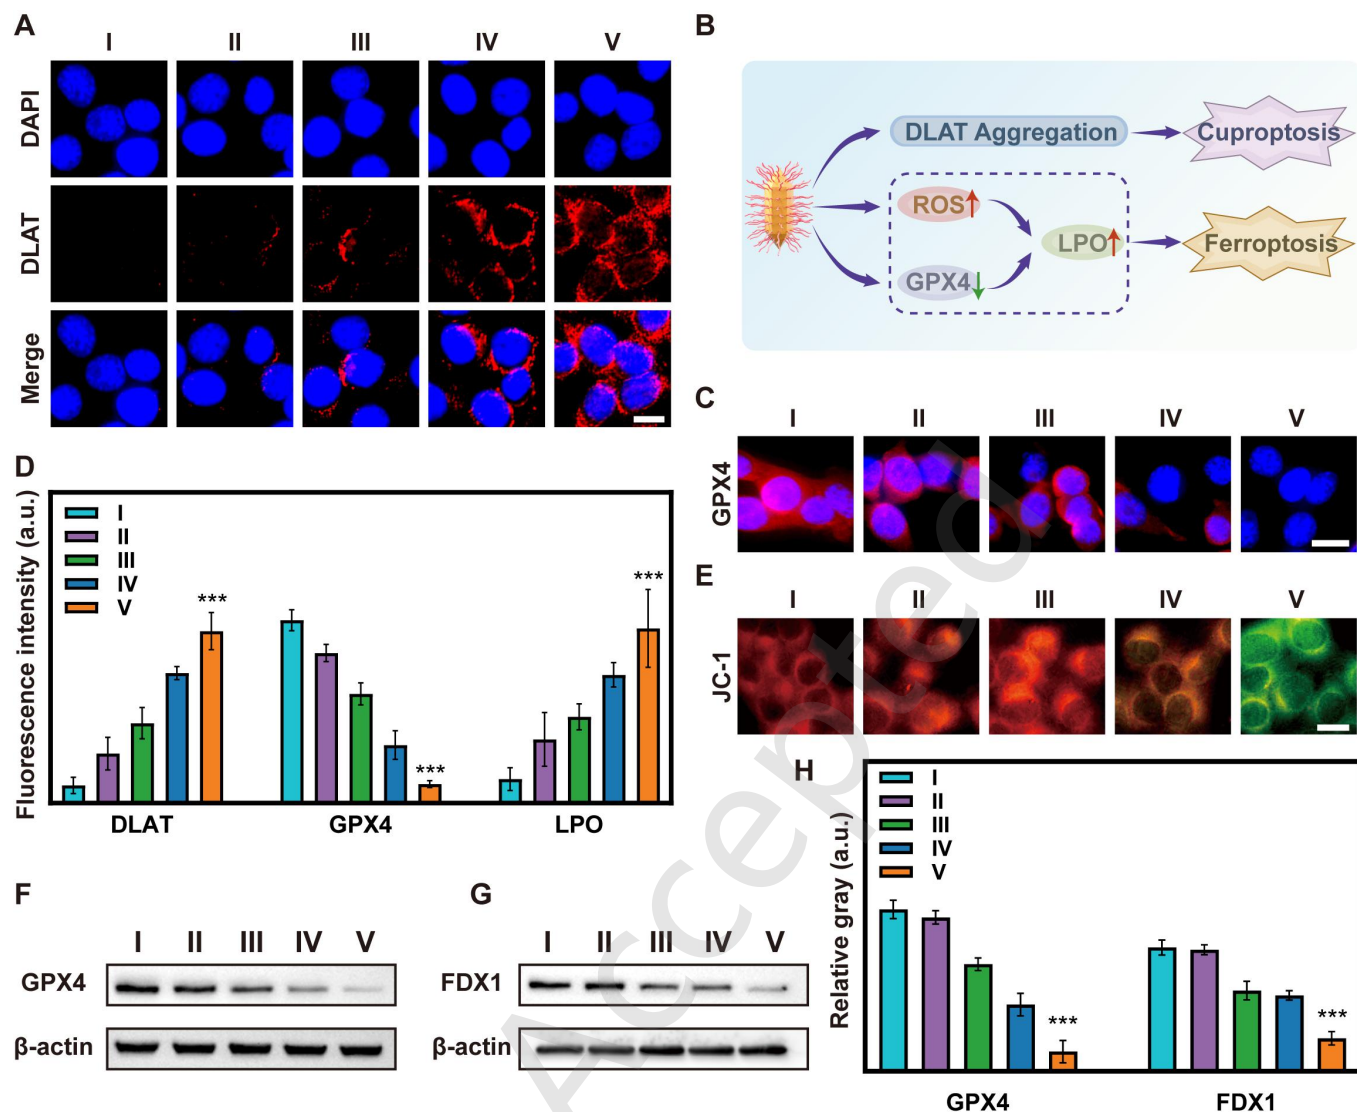 A
I II III IV V
DAPI
DLAT
Merge
B
DLAT Aggregation
Cuproptosis
ROS
LPO
Ferroptosis
GPX4
C
I II III IV V
GPX4
D
Fluorescence intensity (a.u.)
I
II
III
IV
V
***
***
***
DLAT GPX4 LPO
E
I II III IV V
JC-1
F
I II III IV V
GPX4
β-actin
G
I II III IV V
FDX1
β-actin
H
Relative gray (a.u.)
I
II
III
IV
V
***
***
GPX4 FDX1
Accepted